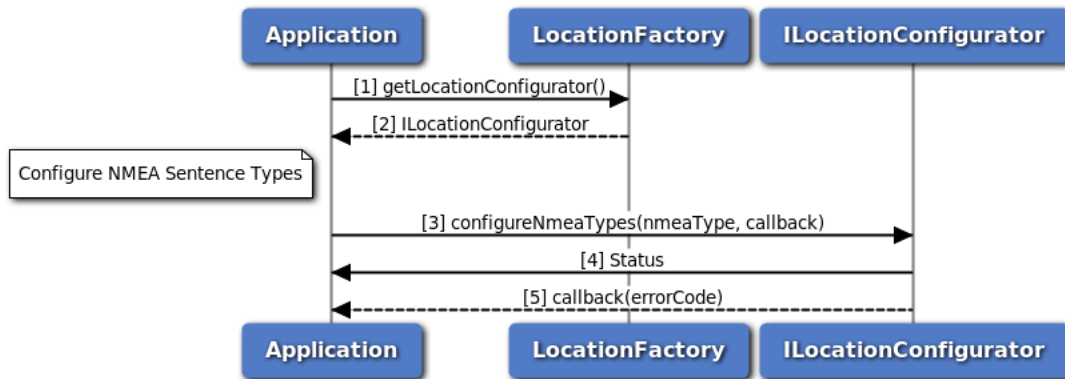 Application
LocationFactory
ILocationConfigurator
[1] getLocationConfigurator()
[2] ILocationConfigurator
Configure NMEA Sentence Types
[3] configureNmeaTypes(nmeaType, callback)
[4] Status
[5] callback(errorCode)
Application
LocationFactory
ILocationConfigurator